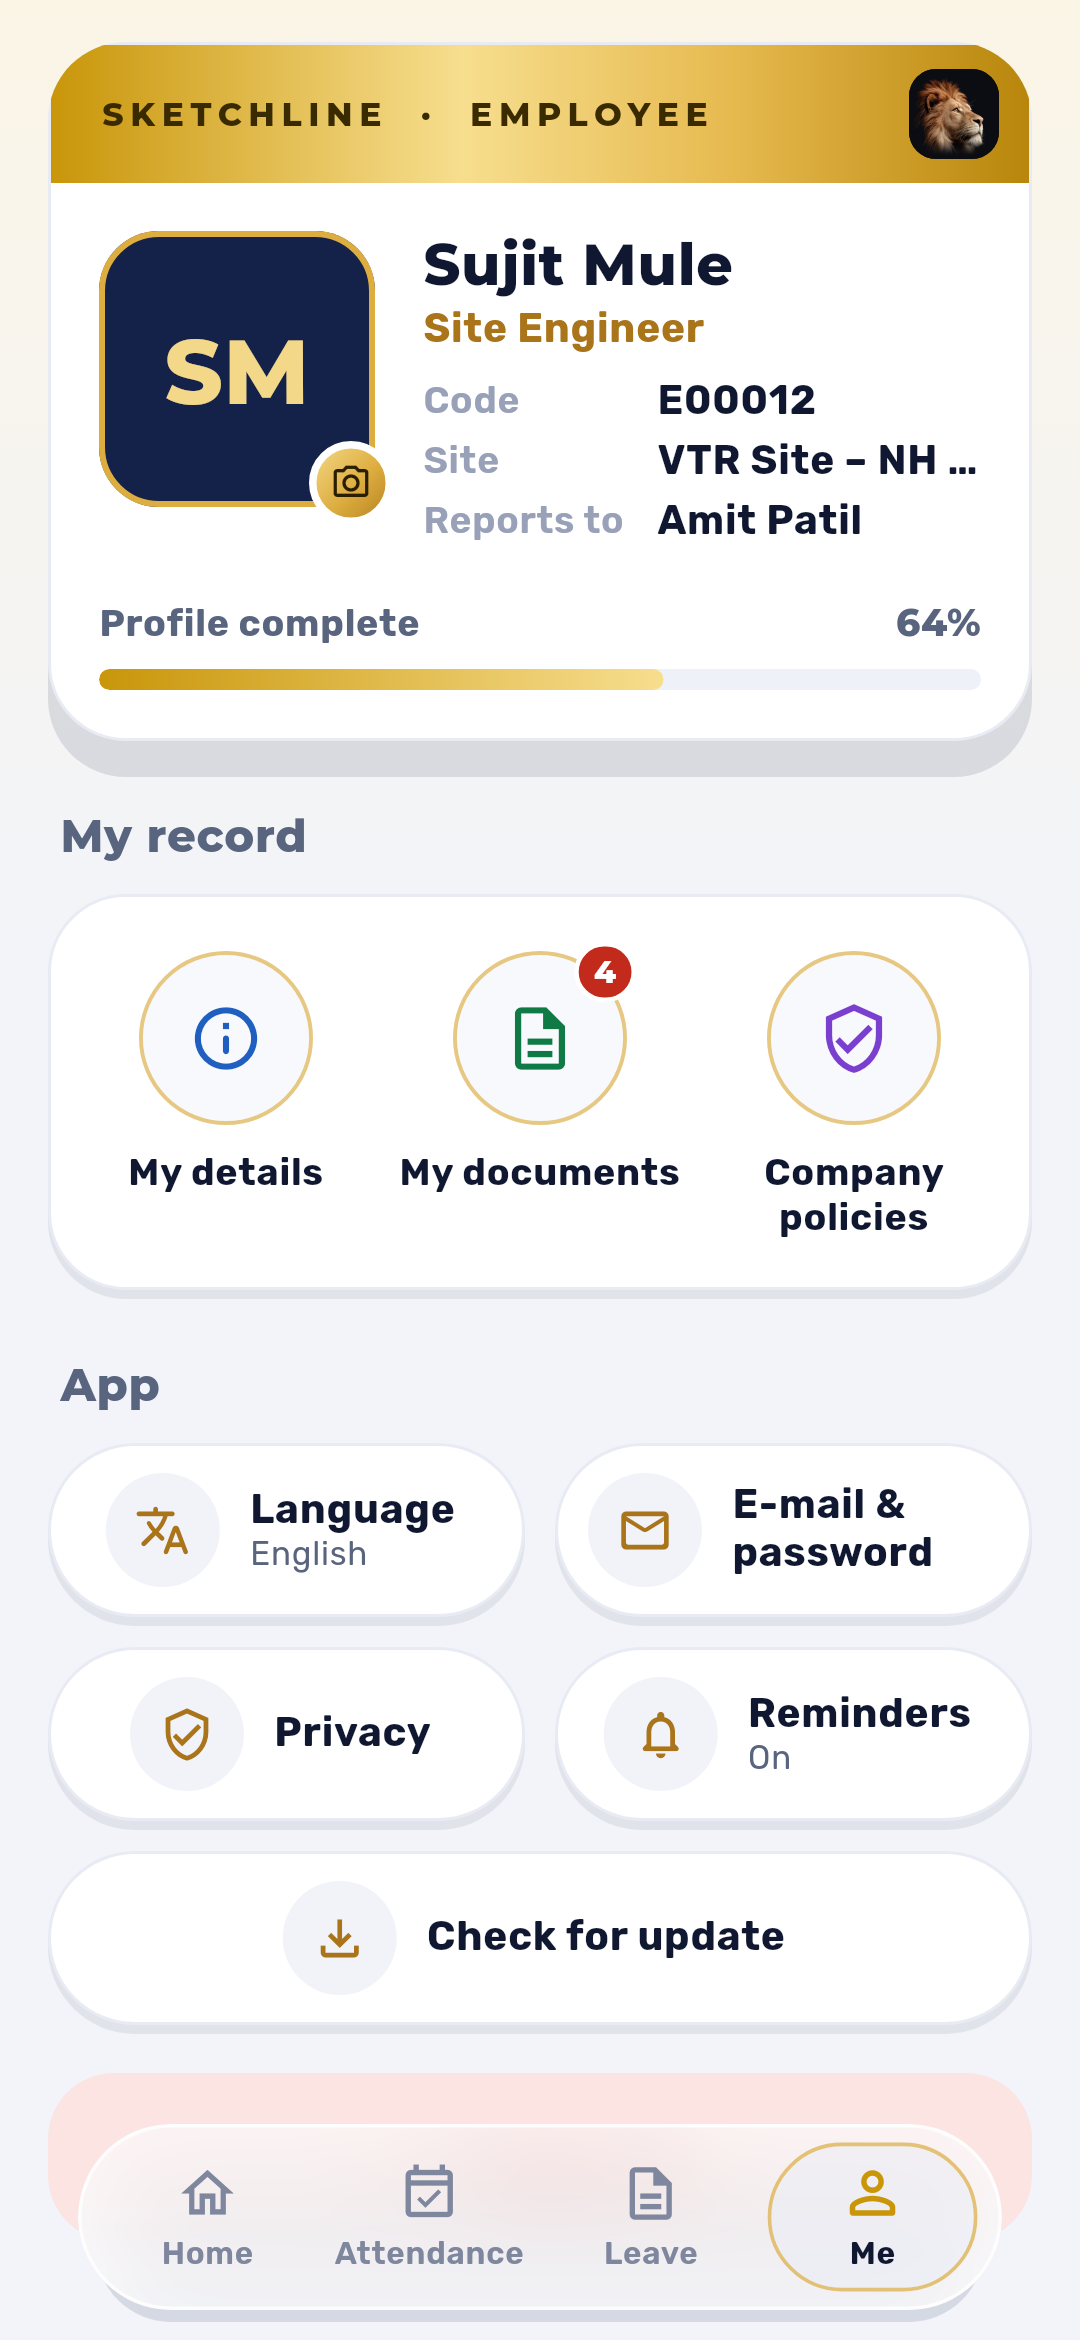 SKETCHLINE · EMPLOYEE
SM
Sujit Mule
Site Engineer
Code E00012
Site VTR Site – NH ...
Reports to Amit Patil
Profile complete 64%
My record
4
My details
My documents
Company
policies
App
Language
English
E-mail &
password
Privacy
Reminders
On
Check for update
Home
Attendance
Leave
Me